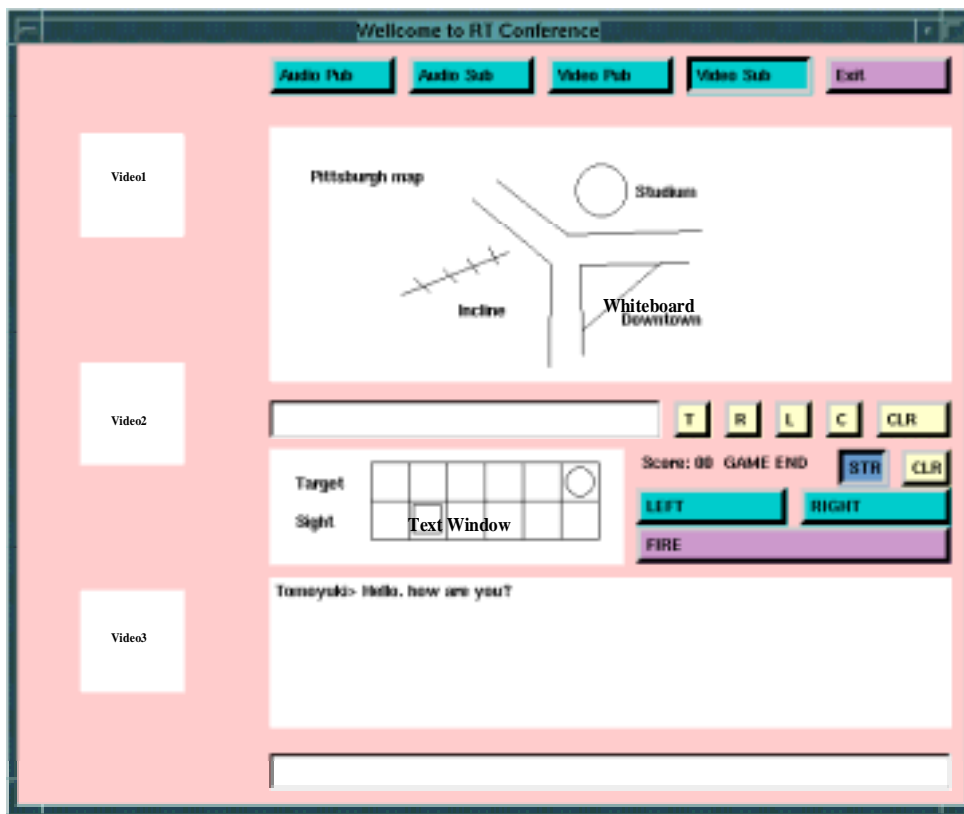 Wellcome to RT Conference
Audio Pub Audio Sub Video Pub Video Sub Exit
Video1
Pittsburgh map
Studium
Incline
Whiteboard
Downtown
Video2
T R L C CLR
Score: 00 GAME END STR CLR
Target
Sight
Text Window
LEFT RIGHT
FIRE
Tomoyuki> Hello. how are you?
Video3